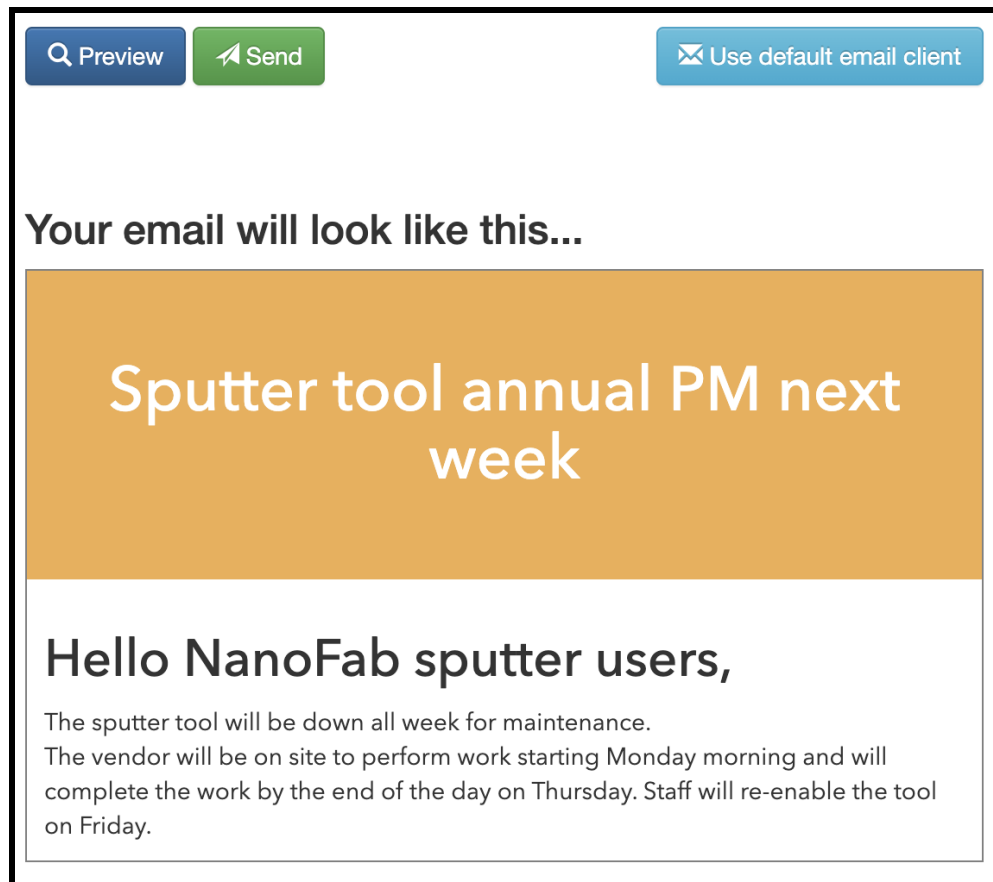 Preview
Send
Use default email client
Your email will look like this...
Sputter tool annual PM next
week
Hello NanoFab sputter users,
The sputter tool will be down all week for maintenance.
The vendor will be on site to perform work starting Monday morning and will
complete the work by the end of the day on Thursday. Staff will re-enable the tool
on Friday.